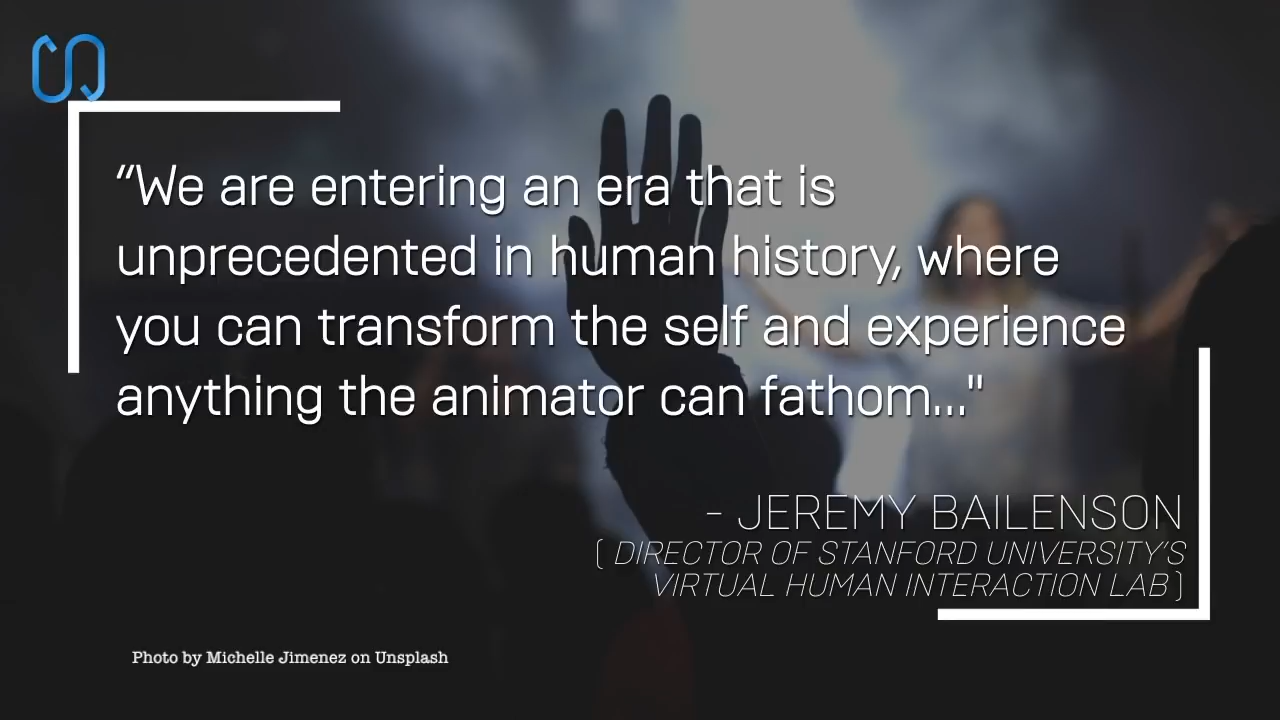 “We are entering an era that is
unprecedented in human history, where
you can transform the self and experience
anything the animator can fathom..."
- JEREMY BAILENSON
( DIRECTOR OF STANFORD UNIVERSITY’S
VIRTUAL HUMAN INTERACTION LAB )
Photo by Michelle Jimenez on Unsplash